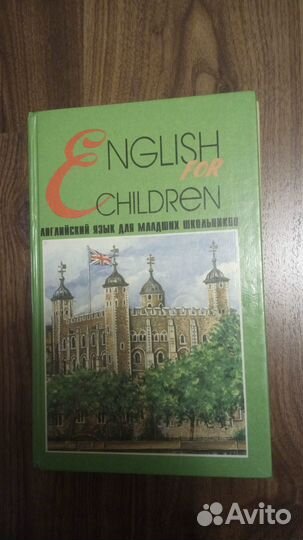 ENGLISH
FOR
CHILDREN
АНГЛИЙСКИЙ ЯЗЫК ДЛЯ МЛАДШИХ ШКОЛЬНИКОВ
Avito